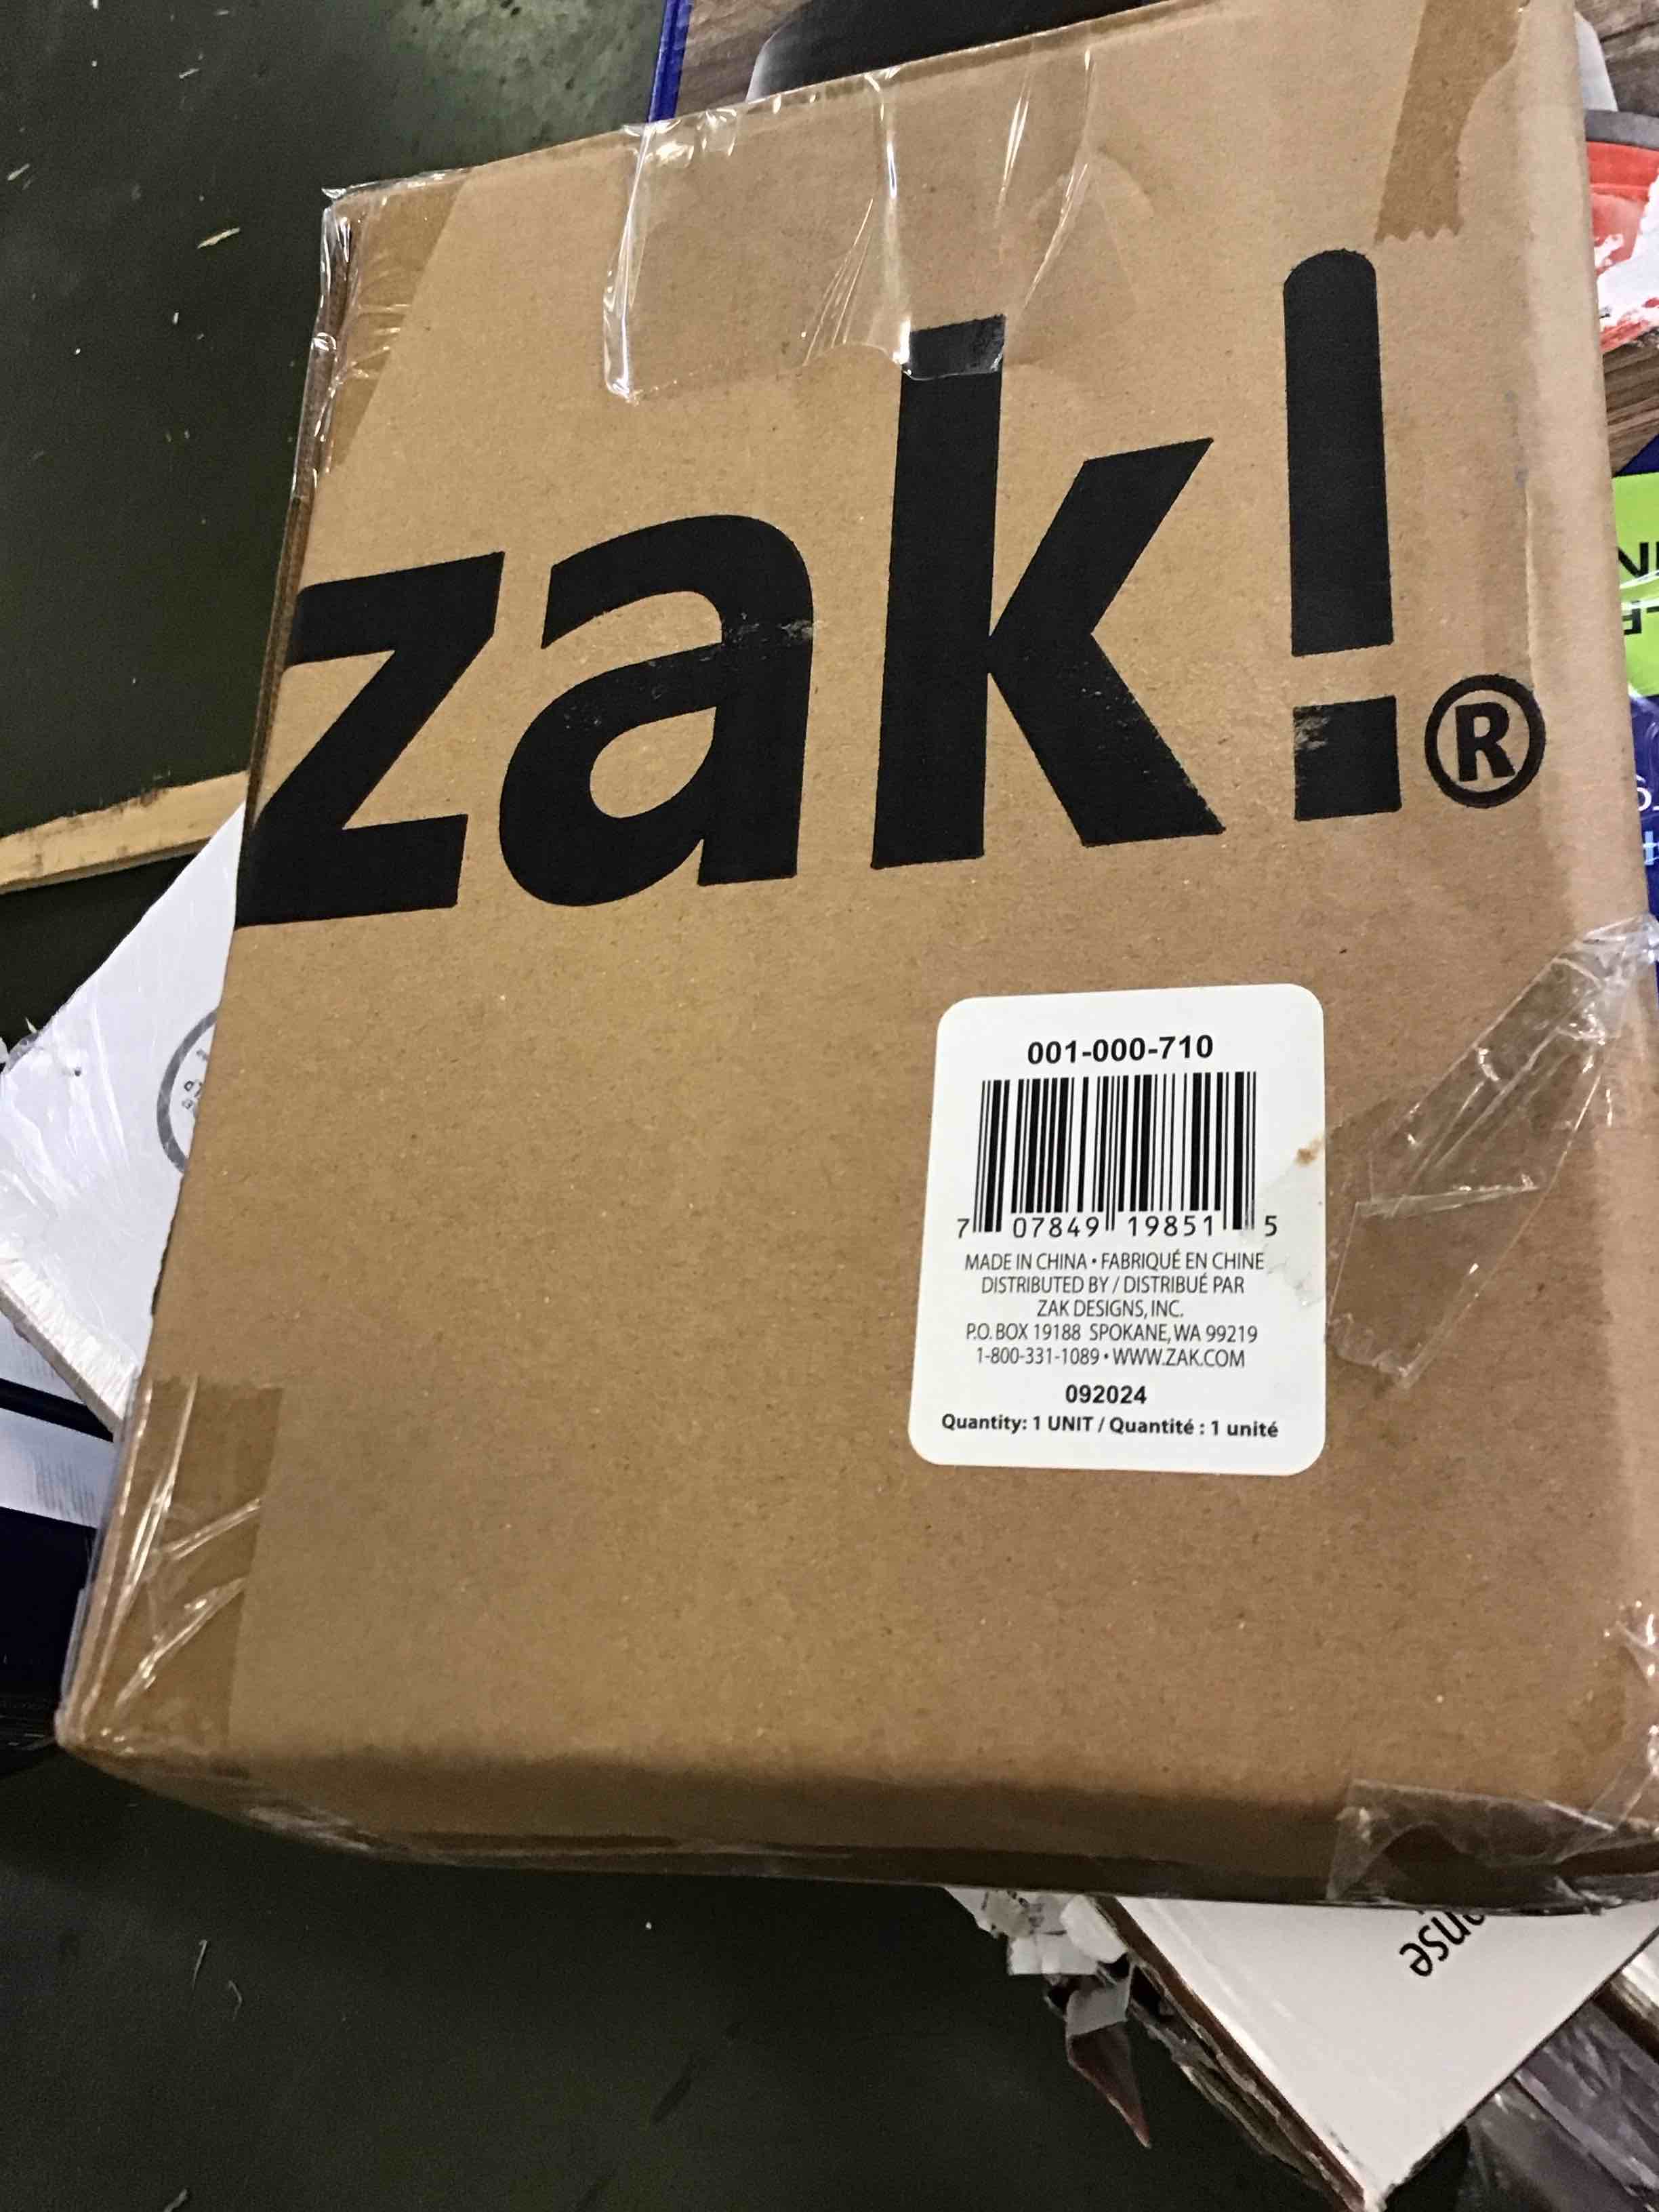 zak!®
001-000-710
7 07849 19851 5
MADE IN CHINA • FABRIQUÉ EN CHINE
DISTRIBUTED BY / DISTRIBUÉ PAR
ZAK DESIGNS, INC.
P.O. BOX 19188 SPOKANE, WA 99219
1-800-331-1089 • WWW.ZAK.COM
092024
Quantity: 1 UNIT / Quantité : 1 unité